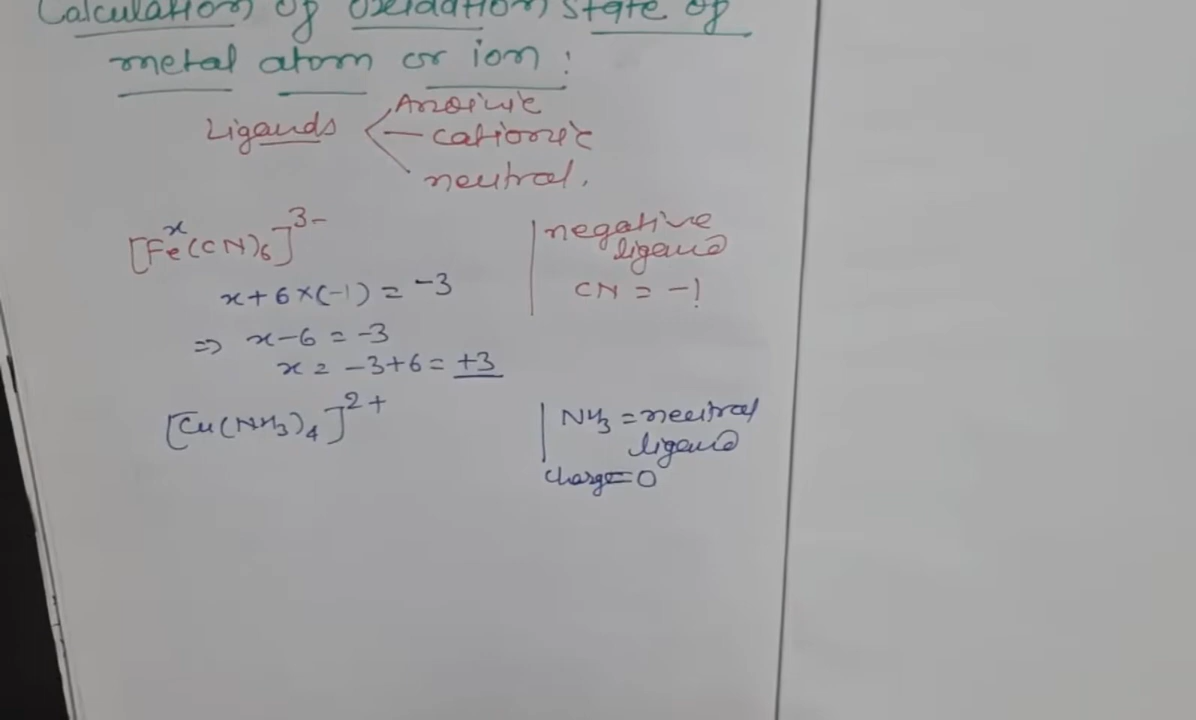 Calculation of oxidation state of
metal atom or ion :
Ligands
Anoinic
cationic
neutral.
[Fe(CN)6]3-
x
x+6×(-1) = -3
=> x-6 = -3
x = -3+6 = +3
negative
ligand
CN = -1
[Cu(NH3)4]2+
NH3 = neutral
ligand
charge=0